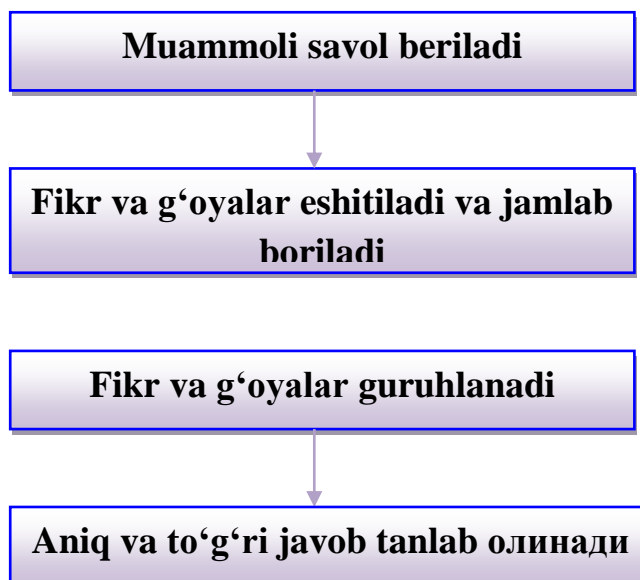 Muammoli savol beriladi
Fikr va g‘oyalar eshitiladi va jamlab
boriladi
Fikr va g‘oyalar guruhlanadi
Aniq va to‘g‘ri javob tanlab олинади